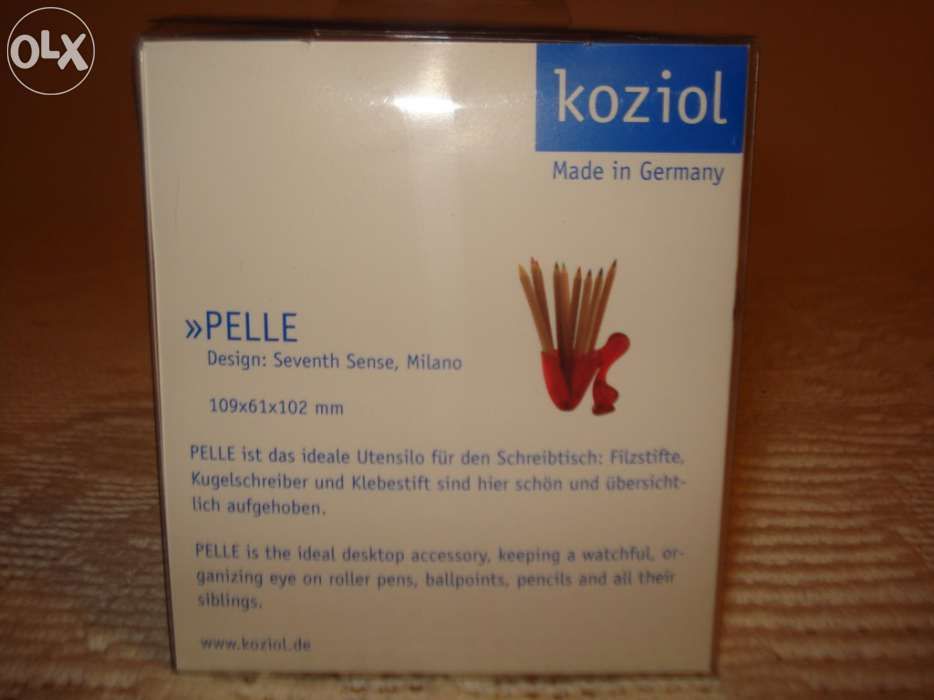 OLX
koziol
Made in Germany
»PELLE
Design: Seventh Sense, Milano
109x61x102 mm
PELLE ist das ideale Utensilo für den Schreibtisch: Filzstifte,
Kugelschreiber und Klebestift sind hier schön und übersicht-
lich aufgehoben.
PELLE is the ideal desktop accessory, keeping a watchful, or-
ganizing eye on roller pens, ballpoints, pencils and all their
siblings.
www.koziol.de